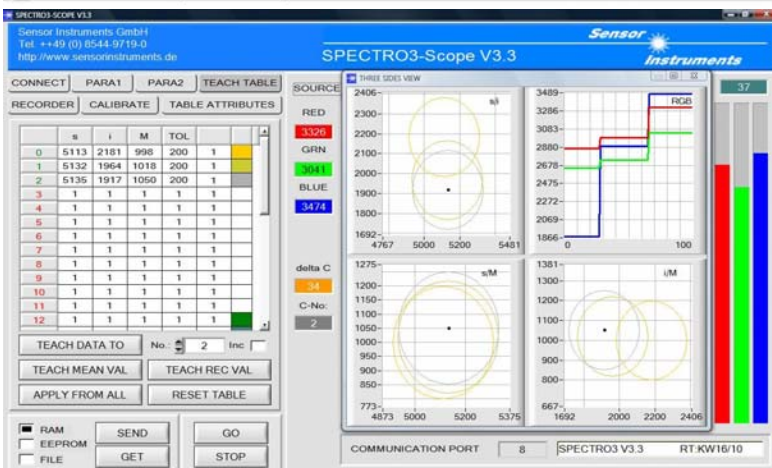 SPECTRO3-SCOPE V3.3
Sensor Instruments GmbH
Tel. ++49 (0) 8544-9719-0
http://www.sensorinstruments.de
SPECTRO3-Scope V3.3
Sensor
Instruments
CONNECT PARA1 PARA2 TEACH TABLE
RECORDER CALIBRATE TABLE ATTRIBUTES
s i M TOL
0 5113 2181 998 200 1
1 5132 1964 1018 200 1
2 5135 1917 1050 200 1
3 1 1 1 1 1
4 1 1 1 1 1
5 1 1 1 1 1
6 1 1 1 1 1
7 1 1 1 1 1
8 1 1 1 1 1
9 1 1 1 1 1
10 1 1 1 1 1
11 1 1 1 1 1
12 1 1 1 1 1
TEACH DATA TO No.: 2 Inc
TEACH MEAN VAL TEACH REC VAL
APPLY FROM ALL RESET TABLE
RAM
EEPROM
FILE
SEND GO
GET STOP
SOURCE
RED
3326
GRN
3041
BLUE
3474
delta C
34
C-No:
2
THREE SIDES VIEW
s/i
2406
2300
2200
2100
2000
1900
1800
1692
4767 5000 5200 5481
RGB
3489
3286
3083
2880
2678
2475
2272
2069
1866
0 100
s/M
1275
1200
1150
1100
1050
1000
950
900
850
773
4873 5000 5200 5375
i/M
1381
1300
1200
1100
1000
900
800
667
1692 2000 2200 2406
37
COMMUNICATION PORT 8 SPECTRO3 V3.3 RT:KW16/10